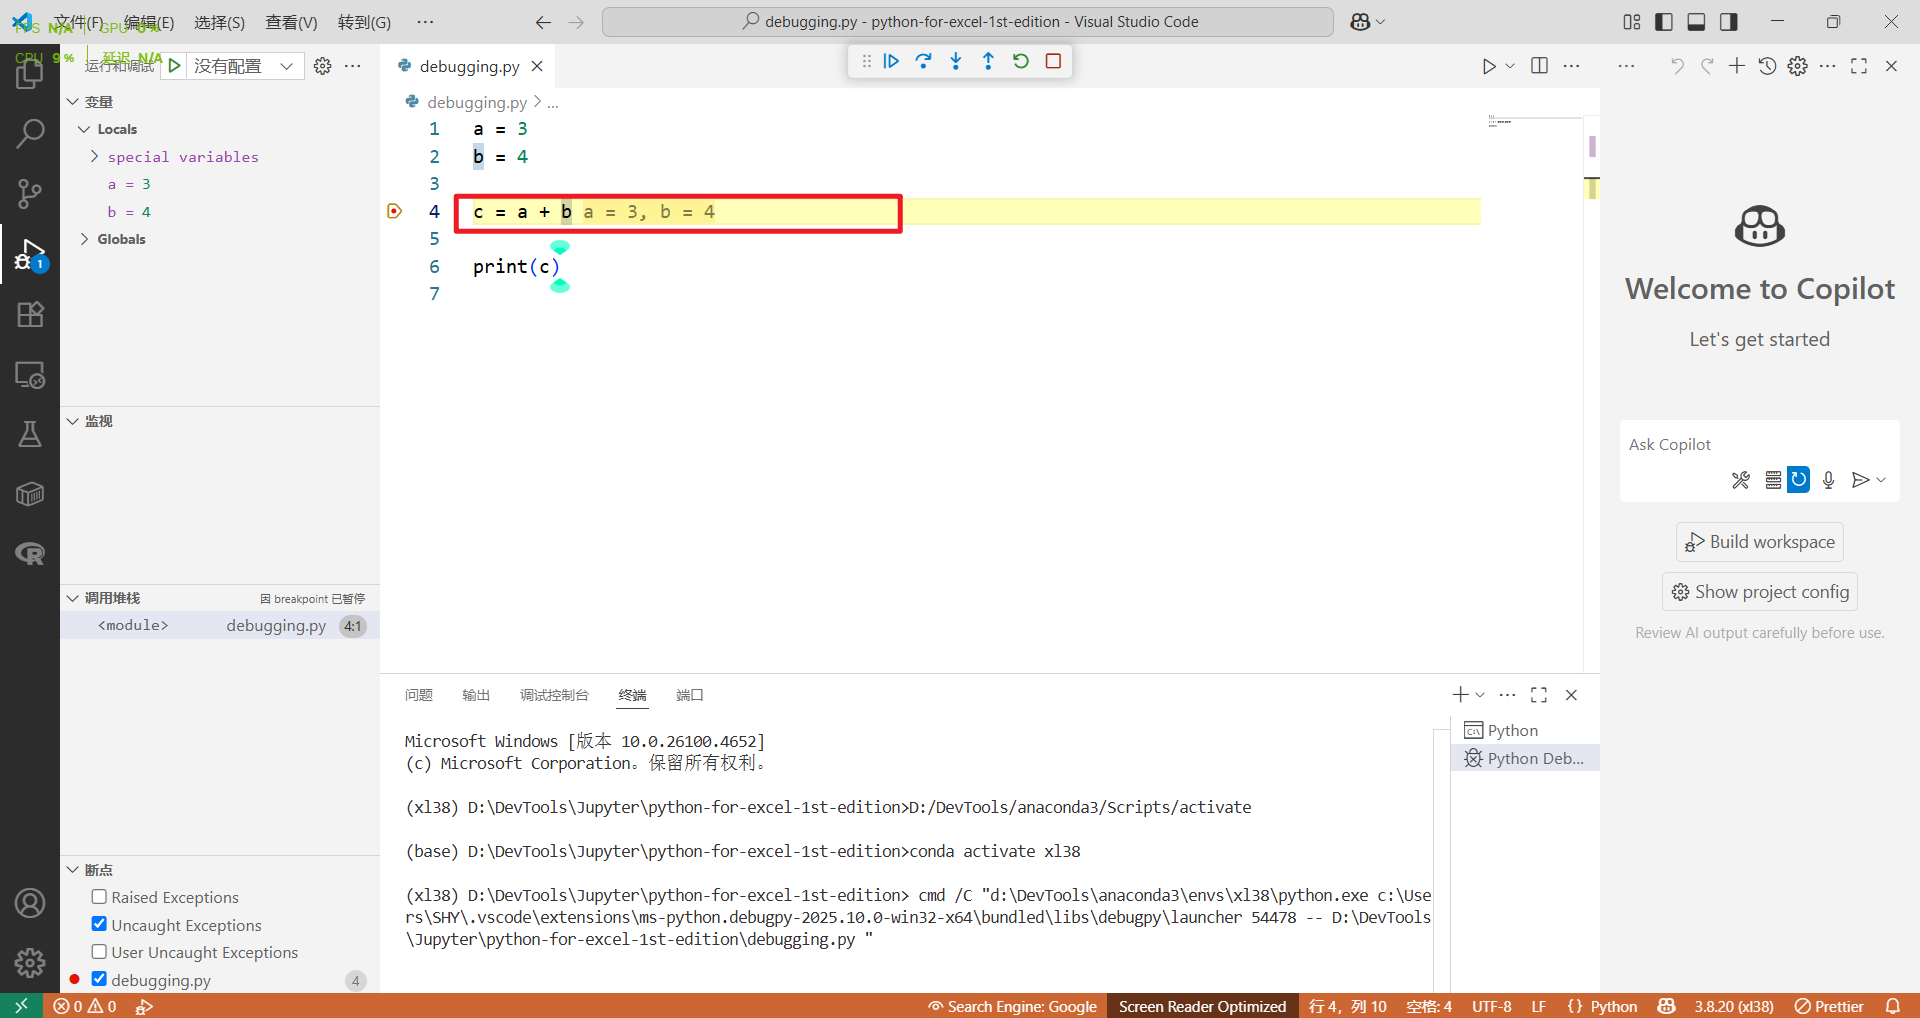 文件(F) 编辑(E) 选择(S) 查看(V) 转到(G) ··· debugging.py - python-for-excel-1st-edition - Visual Studio Code
FPS N/A GPU 0%
CPU 9% 延迟 N/A
运行和调试 没有配置 ···
变量
Locals
special variables
a = 3
b = 4
Globals
监视
调用堆栈 因 breakpoint 已暂停
<module> debugging.py 4:1
断点
Raised Exceptions
Uncaught Exceptions
User Uncaught Exceptions
debugging.py 4
1
debugging.py
debugging.py > ...
1 a = 3
2 b = 4
3
4 c = a + b a = 3, b = 4
5
6 print(c)
7
问题 输出 调试控制台 终端 端口
Microsoft Windows [版本 10.0.26100.4652]
(c) Microsoft Corporation。保留所有权利。
(xl38) D:\DevTools\Jupyter\python-for-excel-1st-edition>D:/DevTools/anaconda3/Scripts/activate
(base) D:\DevTools\Jupyter\python-for-excel-1st-edition>conda activate xl38
(xl38) D:\DevTools\Jupyter\python-for-excel-1st-edition> cmd /C "d:\DevTools\anaconda3\envs\xl38\python.exe c:\Use
rs\SHY\.vscode\extensions\ms-python.debugpy-2025.10.0-win32-x64\bundled\libs\debugpy\launcher 54478 -- D:\DevTools
\Jupyter\python-for-excel-1st-edition\debugging.py "
Python
Python Deb...
Welcome to Copilot
Let's get started
Ask Copilot
Build workspace
Show project config
Review AI output carefully before use.
0 0 Search Engine: Google Screen Reader Optimized 行 4，列 10 空格: 4 UTF-8 LF {} Python 3.8.20 (xl38) Prettier